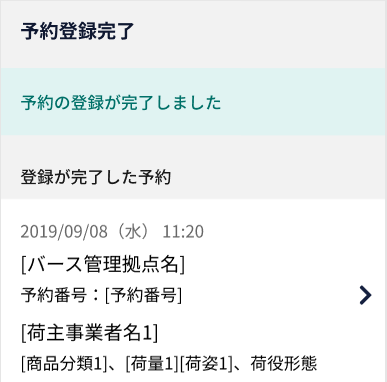 予約登録完了
予約の登録が完了しました
登録が完了した予約
2019/09/08（水） 11:20
[バース管理拠点名]
予約番号：[予約番号]
[荷主事業者名1]
[商品分類1]、[荷量1][荷姿1]、荷役形態